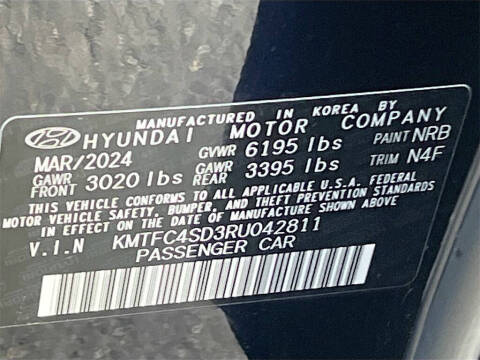 MANUFACTURED IN KOREA BY
HYUNDAI MOTOR COMPANY
MAR/2024 GVWR 6195 lbs PAINT NRB
GAWR FRONT 3020 lbs GAWR REAR 3395 lbs TRIM N4F
THIS VEHICLE CONFORMS TO ALL APPLICABLE U.S.A. FEDERAL
MOTOR VEHICLE SAFETY, BUMPER, AND THEFT PREVENTION STANDARDS
IN EFFECT ON THE DATE OF MANUFACTURE SHOWN ABOVE.
V.I.N KMTFC4SD3RU042811
PASSENGER CAR